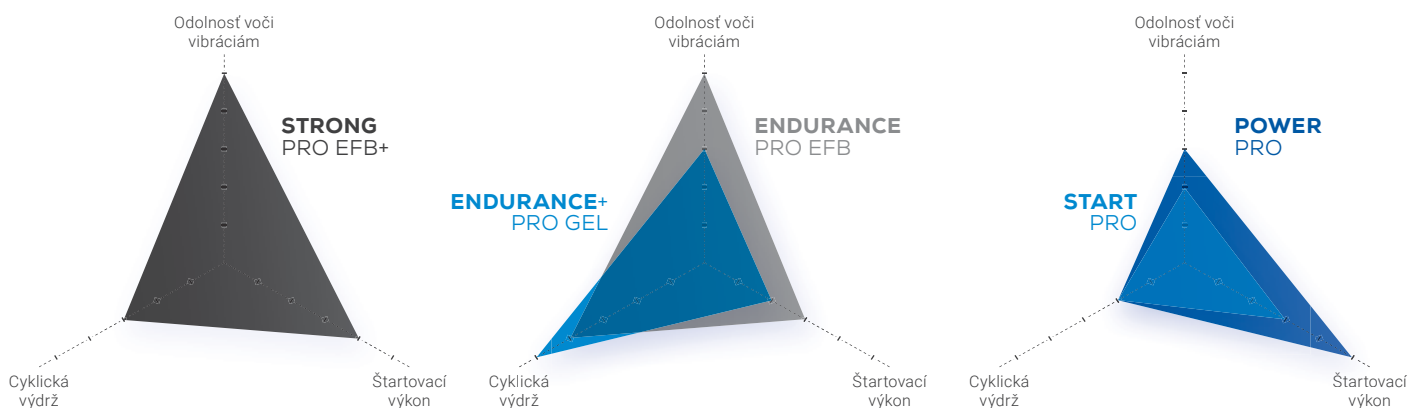 Odolnosť voči
vibráciám
STRONG
PRO EFB+
Cyklická
výdrž
Štartovací
výkon
Odolnosť voči
vibráciám
ENDURANCE
PRO EFB
ENDURANCE+
PRO GEL
Cyklická
výdrž
Štartovací
výkon
Odolnosť voči
vibráciám
POWER
PRO
START
PRO
Cyklická
výdrž
Štartovací
výkon